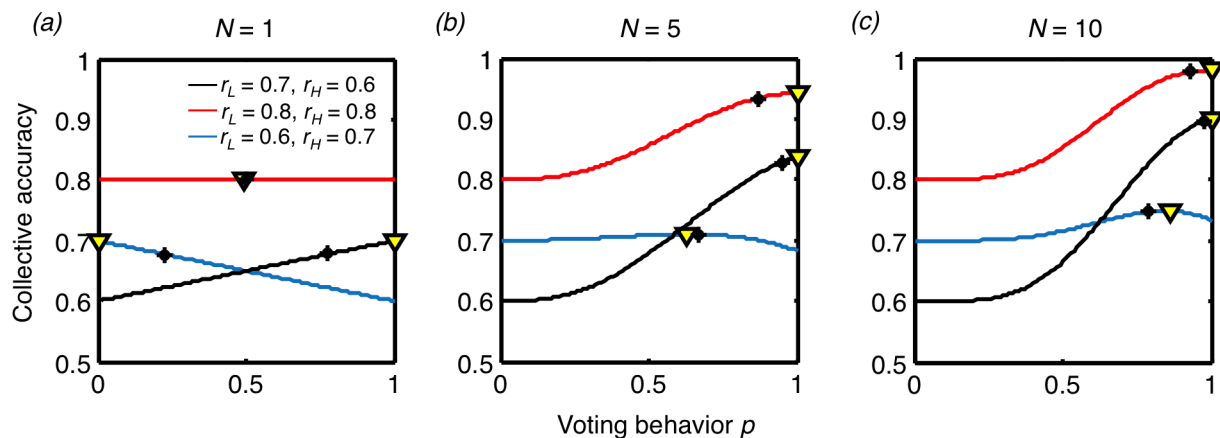 (a) N = 1
(b) N = 5
(c) N = 10
Collective accuracy
1
0.9
0.8
0.7
0.6
0.5
r_L = 0.7, r_H = 0.6
r_L = 0.8, r_H = 0.8
r_L = 0.6, r_H = 0.7
0 0.5 1
1
0.9
0.8
0.7
0.6
0.5
0 0.5 1
1
0.9
0.8
0.7
0.6
0.5
0 0.5 1
Voting behavior p